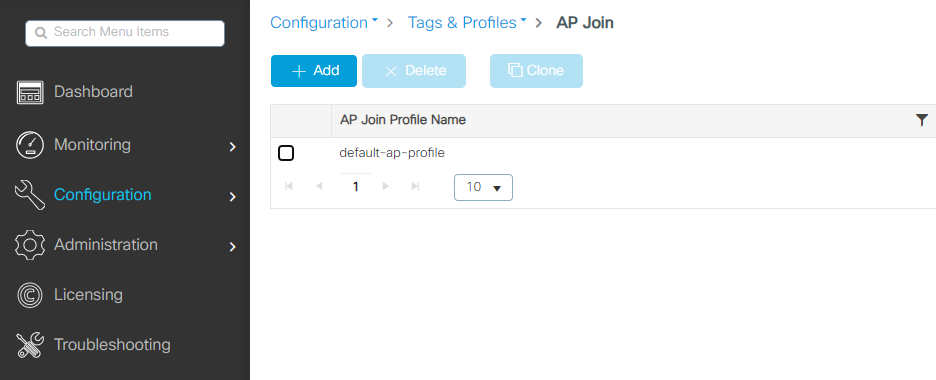 Search Menu Items
Dashboard
Monitoring
Configuration
Administration
Licensing
Troubleshooting
Configuration > Tags & Profiles > AP Join
+ Add × Delete Clone
AP Join Profile Name
default-ap-profile
1 10